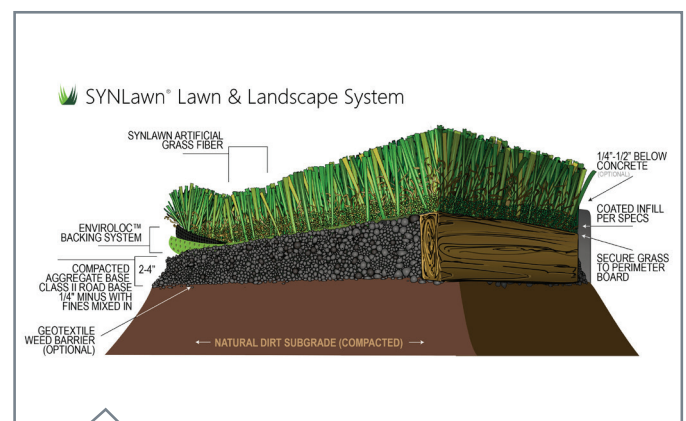 SYNLawn® Lawn & Landscape System
SYNLAWN ARTIFICIAL
GRASS FIBER
ENVIROLOC™
BACKING SYSTEM
COMPACTED
AGGREGATE BASE
CLASS II ROAD BASE
1/4" MINUS WITH
FINES MIXED IN
2-4"
GEOTEXTILE
WEED BARRIER
(OPTIONAL)
NATURAL DIRT SUBGRADE (COMPACTED)
1/4"-1/2" BELOW
CONCRETE
(OPTIONAL)
COATED INFILL
PER SPECS
SECURE GRASS
TO PERIMETER
BOARD